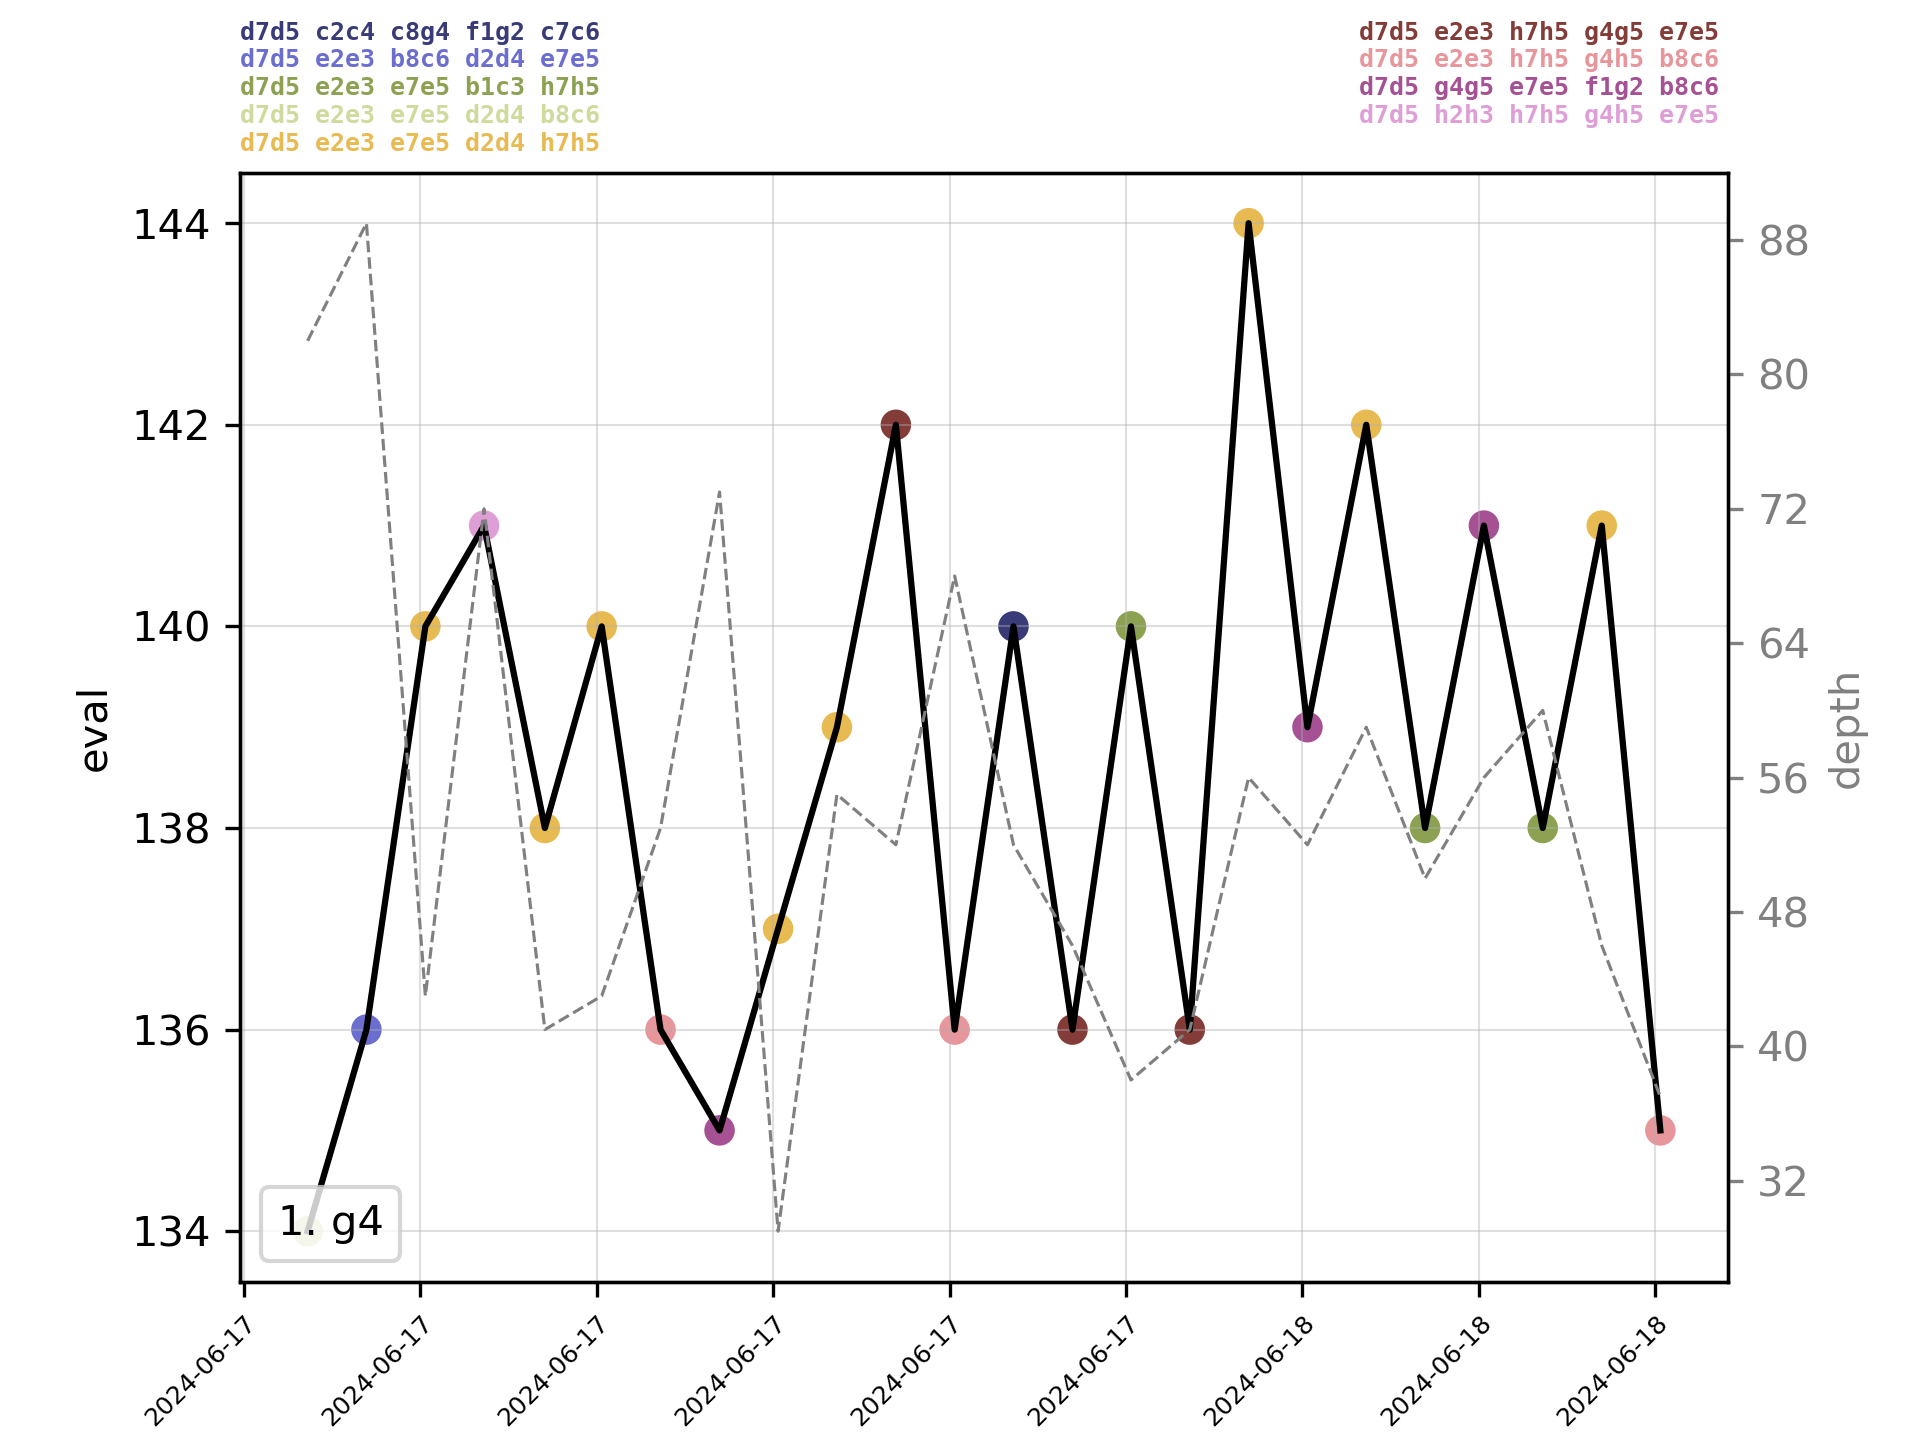 d7d5 c2c4 c8g4 f1g2 c7c6
d7d5 e2e3 b8c6 d2d4 e7e5
d7d5 e2e3 e7e5 b1c3 h7h5
d7d5 e2e3 e7e5 d2d4 b8c6
d7d5 e2e3 e7e5 d2d4 h7h5
d7d5 e2e3 h7h5 g4g5 e7e5
d7d5 e2e3 h7h5 g4h5 b8c6
d7d5 g4g5 e7e5 f1g2 b8c6
d7d5 h2h3 h7h5 g4h5 e7e5
144
142
140
138
136
134
eval
88
80
72
64
56
48
40
32
depth
1. g4
2024-06-17
2024-06-17
2024-06-17
2024-06-17
2024-06-17
2024-06-17
2024-06-18
2024-06-18
2024-06-18